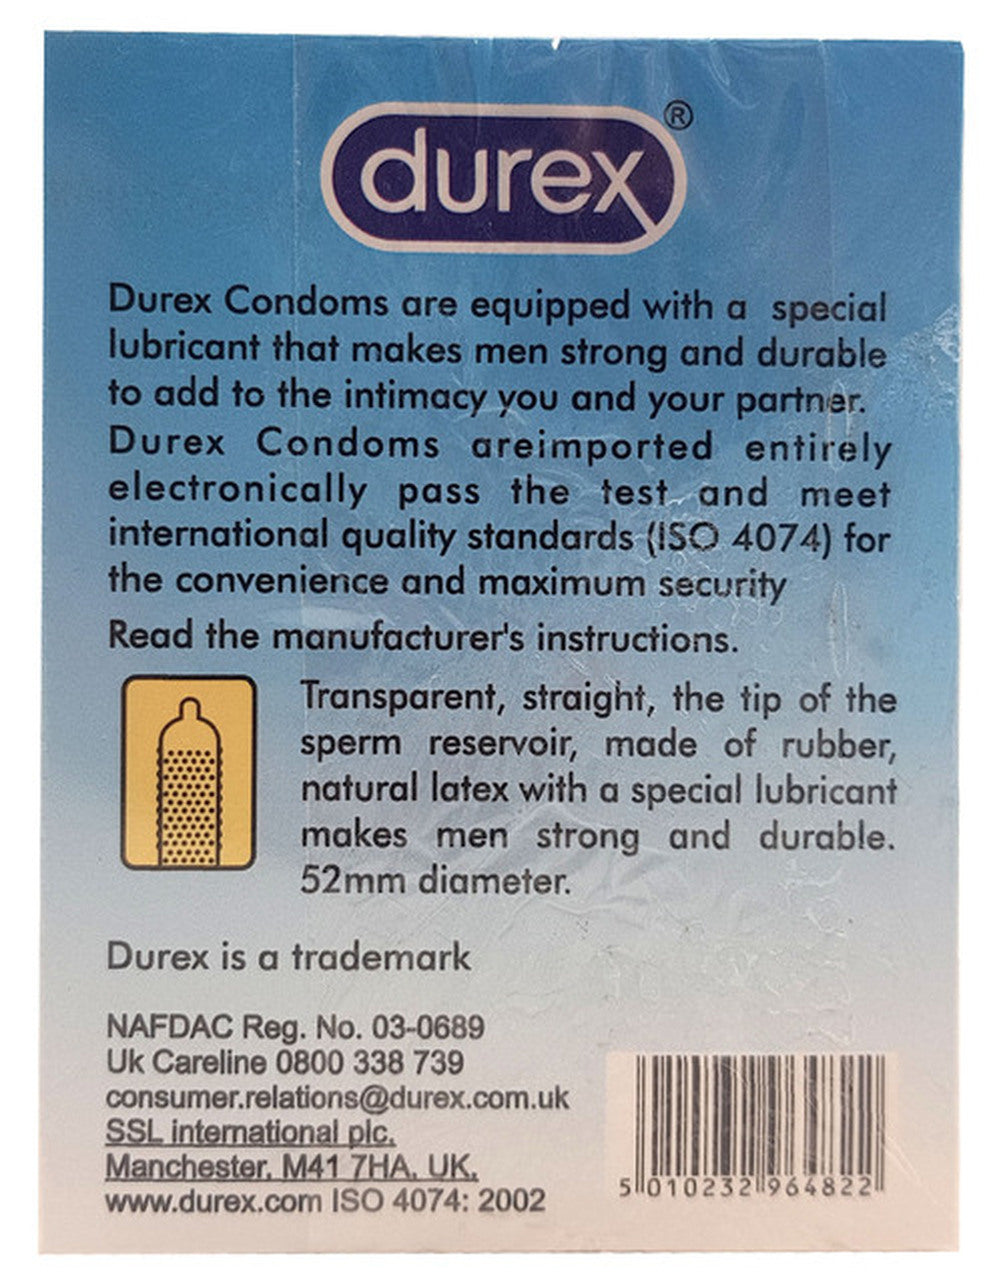 durex®
Durex Condoms are equipped with a special
lubricant that makes men strong and durable
to add to the intimacy you and your partner.
Durex Condoms areimported entirely
electronically pass the test and meet
international quality standards (ISO 4074) for
the convenience and maximum security
Read the manufacturer's instructions.
Transparent, straight, the tip of the
sperm reservoir, made of rubber,
natural latex with a special lubricant
makes men strong and durable.
52mm diameter.
Durex is a trademark
NAFDAC Reg. No. 03-0689
Uk Careline 0800 338 739
consumer.relations@durex.com.uk
SSL international plc.
Manchester. M41 7HA. UK.
www.durex.com ISO 4074: 2002
5 010232 964822